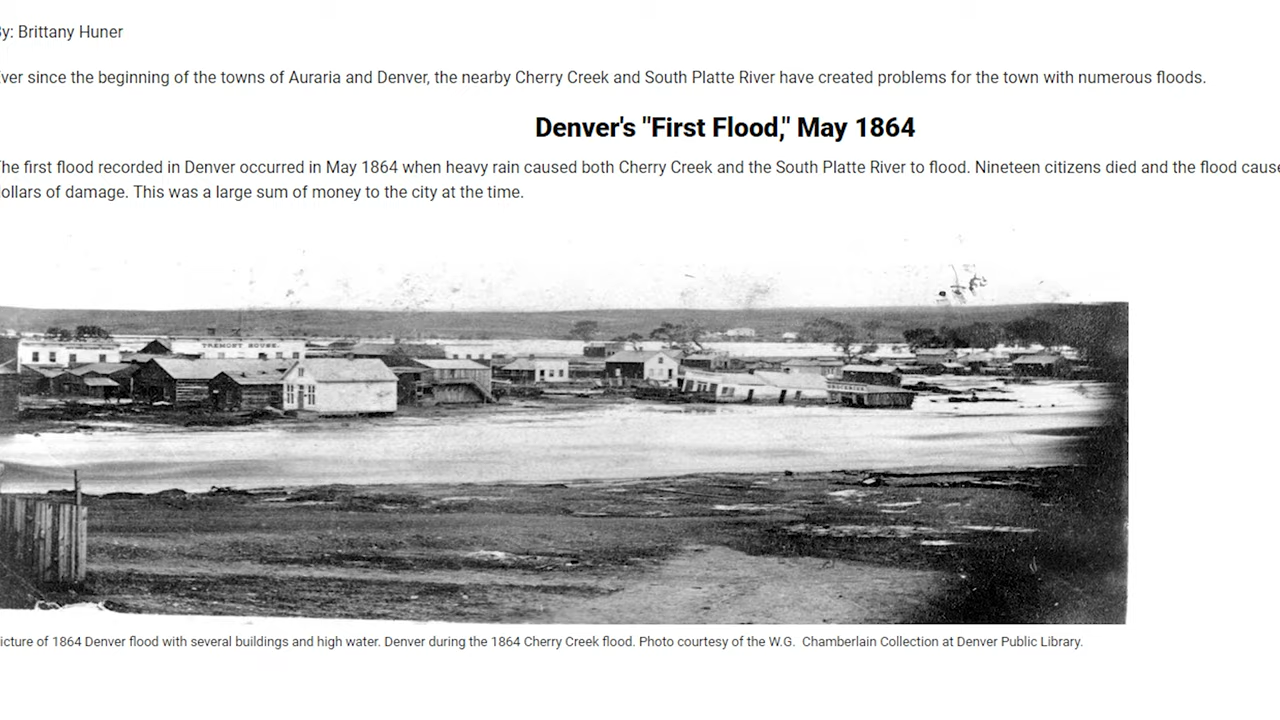 By: Brittany Huner
Ever since the beginning of the towns of Auraria and Denver, the nearby Cherry Creek and South Platte River have created problems for the town with numerous floods.
Denver's "First Flood," May 1864
The first flood recorded in Denver occurred in May 1864 when heavy rain caused both Cherry Creek and the South Platte River to flood. Nineteen citizens died and the flood cause
dollars of damage. This was a large sum of money to the city at the time.
TREMONT HOUSE.
GROCERIES
icture of 1864 Denver flood with several buildings and high water. Denver during the 1864 Cherry Creek flood. Photo courtesy of the W.G. Chamberlain Collection at Denver Public Library.